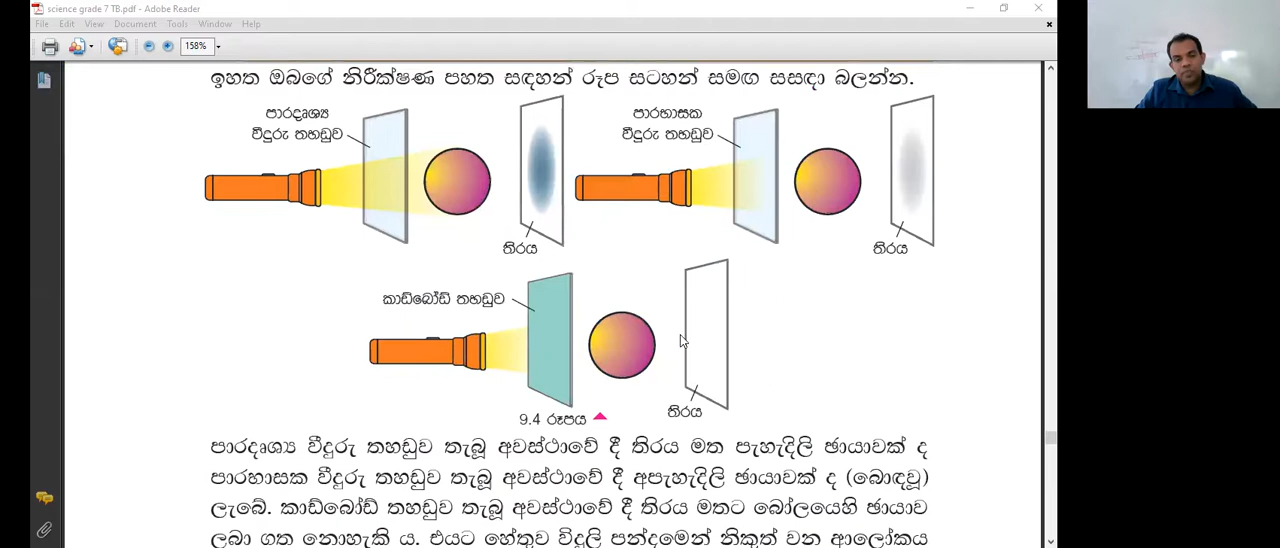 science grade 7 TB.pdf - Adobe Reader
File Edit View Document Tools Window Help
158%
ඉහත ඔබගේ නිරීක්ෂණ පහත සඳහන් රූප සටහන් සමඟ සසඳා බලන්න.
පාරදෘශ්‍ය
වීදුරු තහඩුව
තිරය
පාරභාසක
වීදුරු තහඩුව
තිරය
කාඩ්බෝඩ් තහඩුව
9.4 රූපය
තිරය
පාරදෘශ්‍ය වීදුරු තහඩුව තැබූ අවස්ථාවේ දී තිරය මත පැහැදිලි ඡායාවක් ද
පාරභාසක වීදුරු තහඩුව තැබූ අවස්ථාවේ දී අපැහැදිලි ඡායාවක් ද (බොඳවූ)
ලැබේ. කාඩ්බෝඩ් තහඩුව තැබූ අවස්ථාවේ දී තිරය මතට බෝලයෙහි ඡායාව
ලබා ගත නොහැකි ය. එයට හේතුව විදුලි පන්දමෙන් නිකුත් වන ආලෝකය